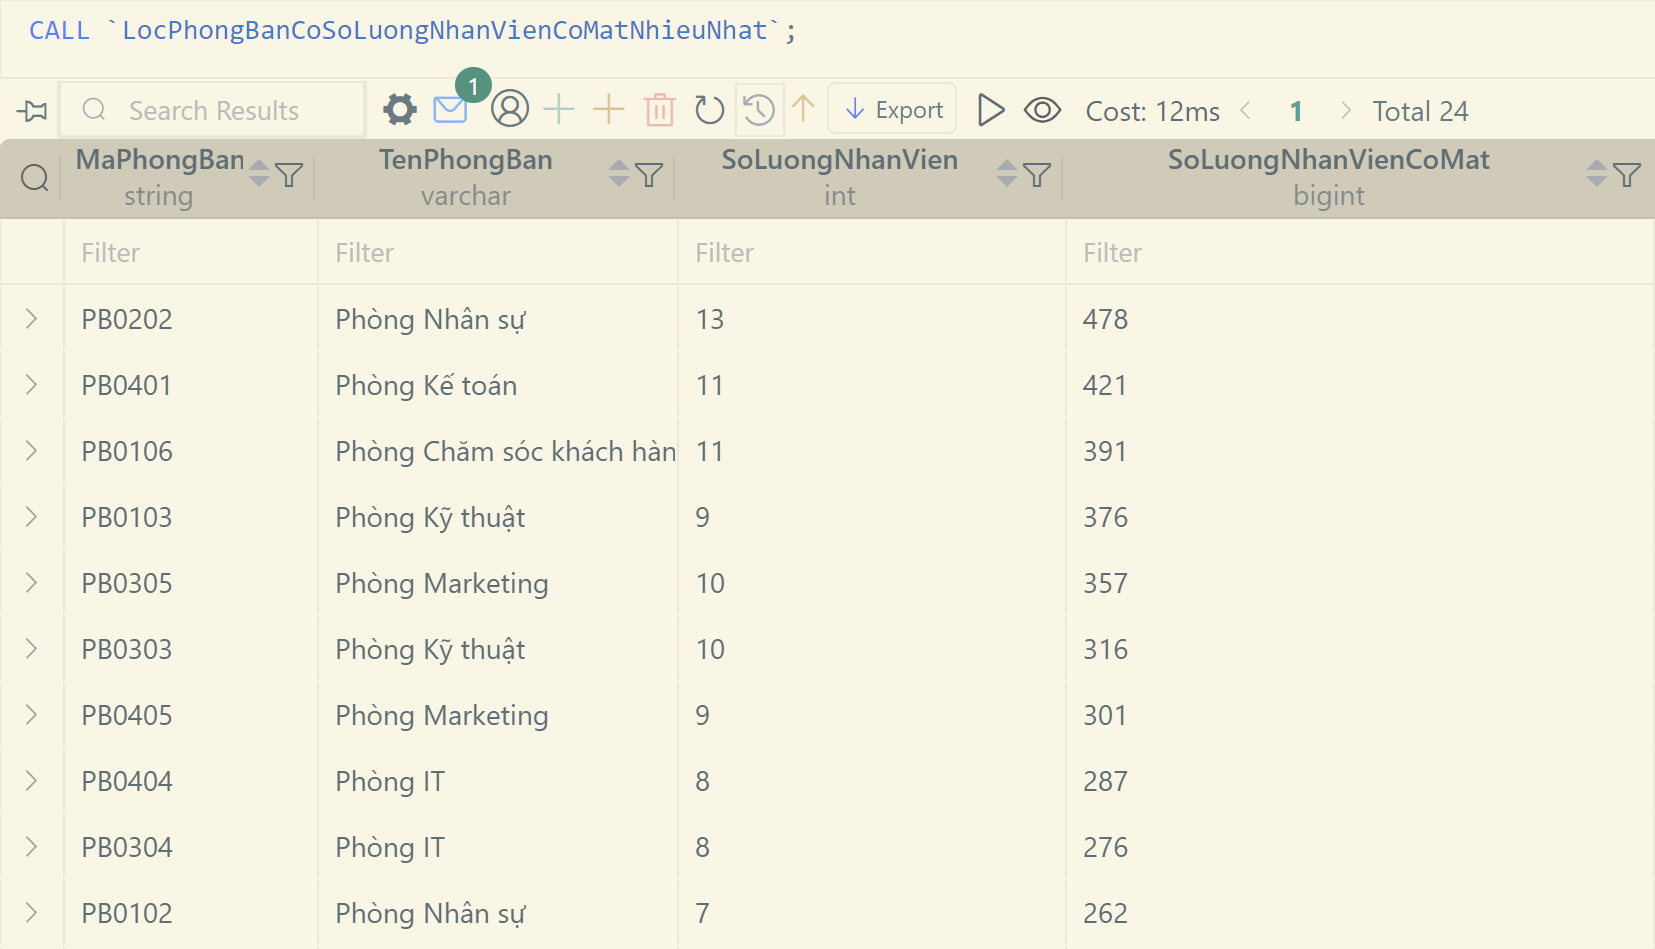 CALL `LocPhongBanCoSoLuongNhanVienCoMatNhieuNhat`;
1
Search Results
Export
Cost: 12ms
1
Total 24
MaPhongBan TenPhongBan SoLuongNhanVien SoLuongNhanVienCoMat
string varchar int bigint
Filter Filter Filter Filter
PB0202 Phòng Nhân sự 13 478
PB0401 Phòng Kế toán 11 421
PB0106 Phòng Chăm sóc khách hàn 11 391
PB0103 Phòng Kỹ thuật 9 376
PB0305 Phòng Marketing 10 357
PB0303 Phòng Kỹ thuật 10 316
PB0405 Phòng Marketing 9 301
PB0404 Phòng IT 8 287
PB0304 Phòng IT 8 276
PB0102 Phòng Nhân sự 7 262